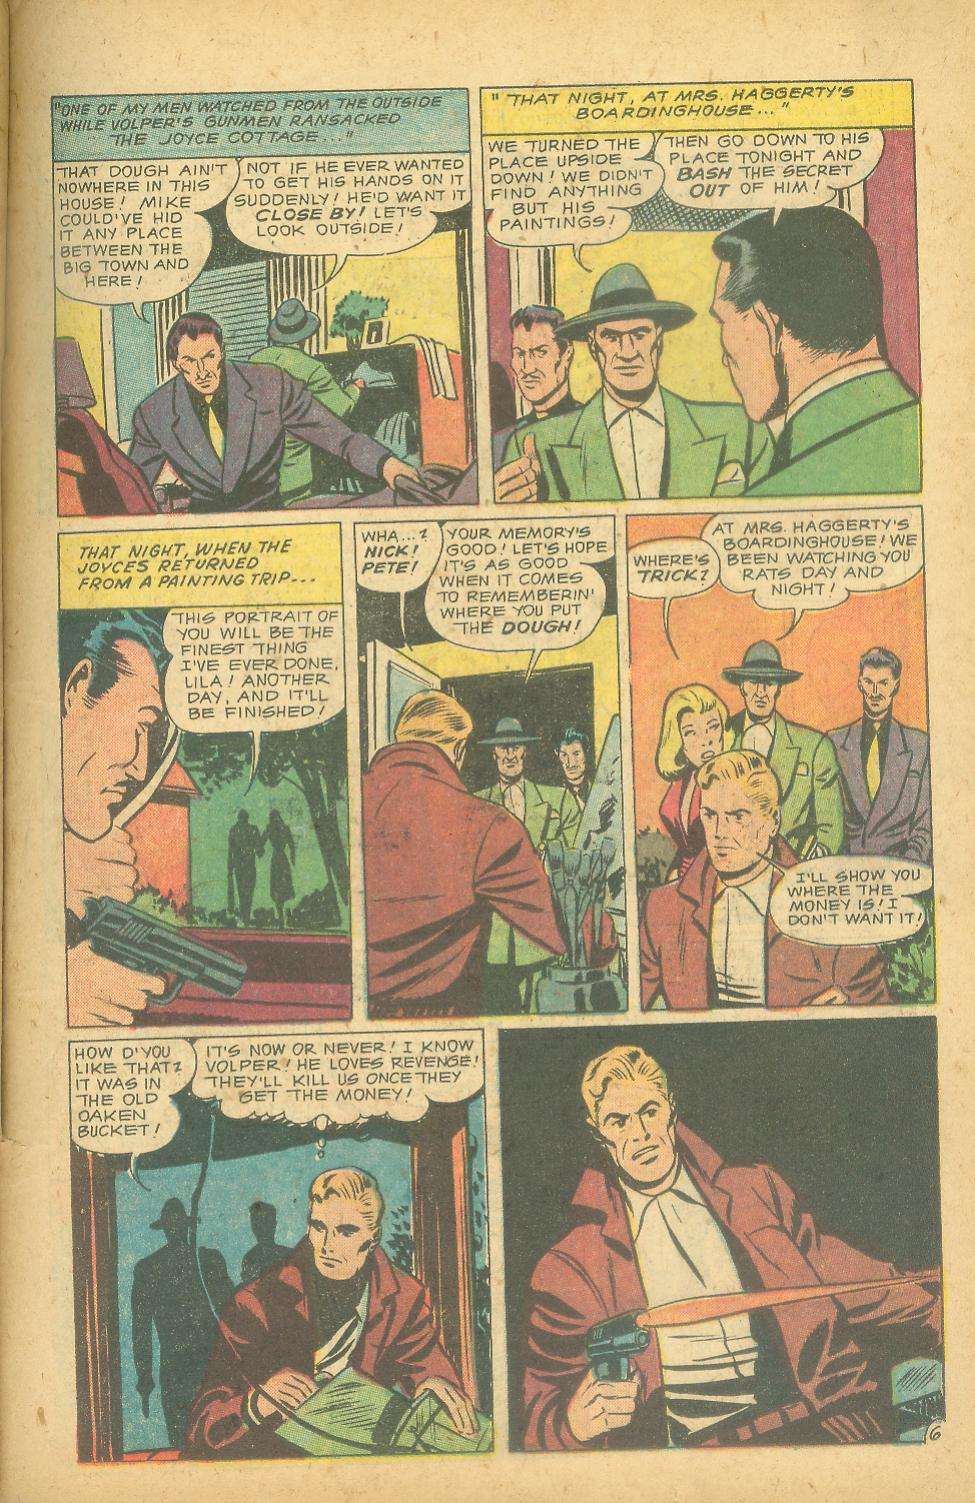 "ONE OF MY MEN WATCHED FROM THE OUTSIDE
WHILE VOLPER'S GUNMEN RANSACKED
THE JOYCE COTTAGE..."
THAT DOUGH AIN'T
NOWHERE IN THIS
HOUSE! MIKE
COULD'VE HID
IT ANY PLACE
BETWEEN THE
BIG TOWN AND
HERE!
NOT IF HE EVER WANTED
TO GET HIS HANDS ON IT
SUDDENLY! HE'D WANT IT
CLOSE BY! LET'S
LOOK OUTSIDE!
"THAT NIGHT, AT MRS. HAGGERTY'S
BOARDINGHOUSE..."
WE TURNED THE
PLACE UPSIDE
DOWN! WE DIDN'T
FIND ANYTHING
BUT HIS
PAINTINGS!
THEN GO DOWN TO HIS
PLACE TONIGHT AND
BASH THE SECRET
OUT OF HIM!
THAT NIGHT, WHEN THE
JOYCES RETURNED
FROM A PAINTING TRIP...
THIS PORTRAIT OF
YOU WILL BE THE
FINEST THING
I'VE EVER DONE,
LILA! ANOTHER
DAY, AND IT'LL
BE FINISHED!
WHA...?
NICK!
PETE!
YOUR MEMORY'S
GOOD! LET'S HOPE
IT'S AS GOOD
WHEN IT COMES
TO REMEMBERIN'
WHERE YOU PUT
THE DOUGH!
WHERE'S
TRICK?
AT MRS. HAGGERTY'S
BOARDINGHOUSE! WE
BEEN WATCHING YOU
RATS DAY AND
NIGHT!
I'LL SHOW YOU
WHERE THE
MONEY IS! I
DON'T WANT IT!
HOW D'YOU
LIKE THAT?
IT WAS IN
THE OLD
OAKEN
BUCKET!
IT'S NOW OR NEVER! I KNOW
VOLPER! HE LOVES REVENGE!
THEY'LL KILL US ONCE THEY
GET THE MONEY!
6